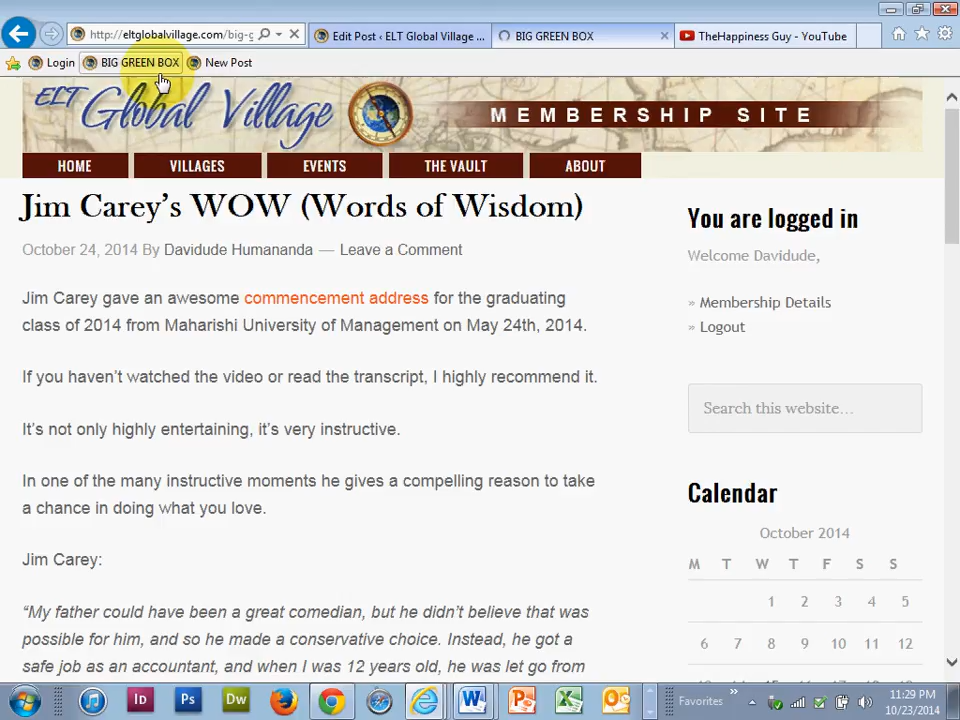 http://eltglobalvillage.com/big-g
Edit Post ‹ ELT Global Village ...
BIG GREEN BOX
TheHappiness Guy - YouTube
Login
BIG GREEN BOX
New Post
ELT Global Village
MEMBERSHIP SITE
HOME
VILLAGES
EVENTS
THE VAULT
ABOUT
Jim Carey's WOW (Words of Wisdom)
October 24, 2014 By Davidude Humananda — Leave a Comment
Jim Carey gave an awesome commencement address for the graduating
class of 2014 from Maharishi University of Management on May 24th, 2014.
If you haven't watched the video or read the transcript, I highly recommend it.
It's not only highly entertaining, it's very instructive.
In one of the many instructive moments he gives a compelling reason to take
a chance in doing what you love.
Jim Carey:
“My father could have been a great comedian, but he didn't believe that was
possible for him, and so he made a conservative choice. Instead, he got a
safe job as an accountant, and when I was 12 years old, he was let go from
You are logged in
Welcome Davidude,
» Membership Details
» Logout
Search this website…
Calendar
October 2014
M T W T F S S
1 2 3 4 5
6 7 8 9 10 11 12
Id
Ps
Dw
Favorites
11:29 PM
10/23/2014